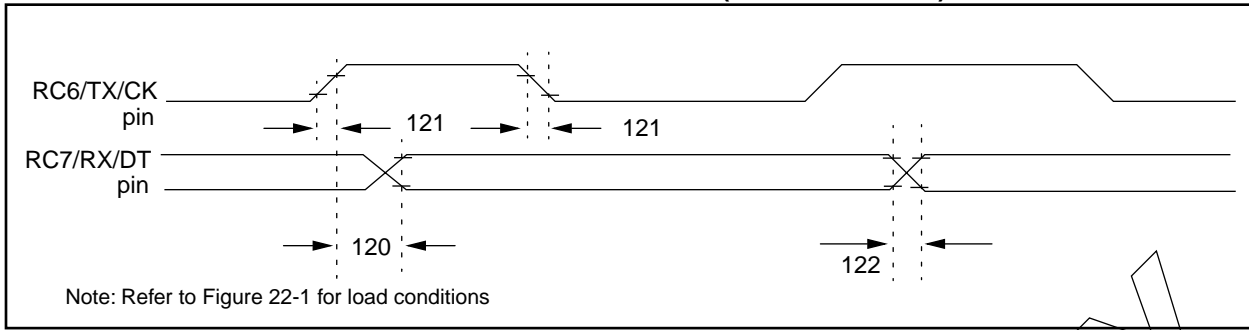 RC6/TX/CK
pin
121
121
RC7/RX/DT
pin
120
122
Note: Refer to Figure 22-1 for load conditions